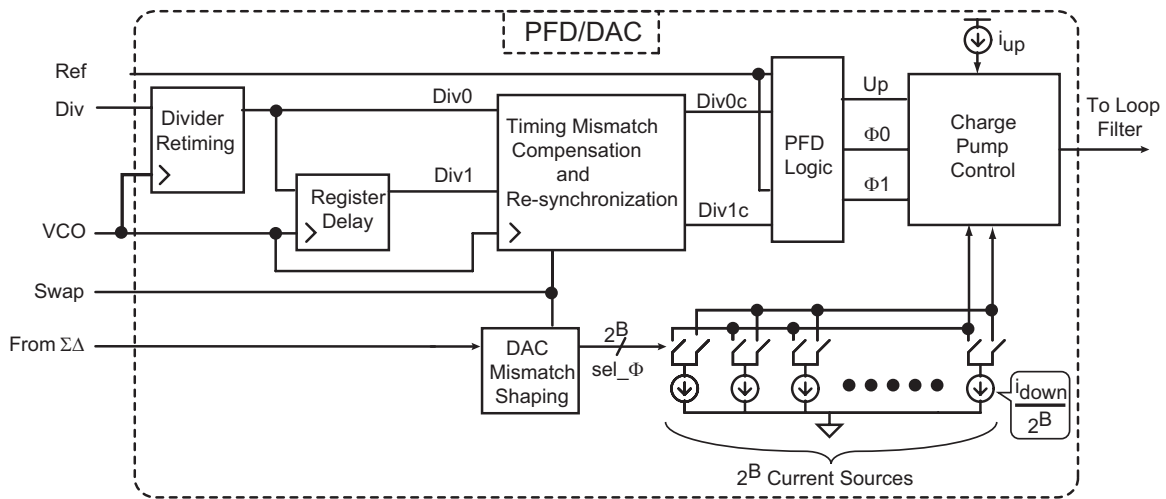 PFD/DAC
i_up
Ref
Div
Divider
Retiming
Div0
Timing Mismatch
Compensation
and
Re-synchronization
Div0c
PFD
Logic
Up
Φ0
Φ1
Charge
Pump
Control
To Loop
Filter
Register
Delay
Div1
Div1c
VCO
Swap
From ΣΔ
DAC
Mismatch
Shaping
2^B
sel_Φ
i_down
2^B
2^B Current Sources